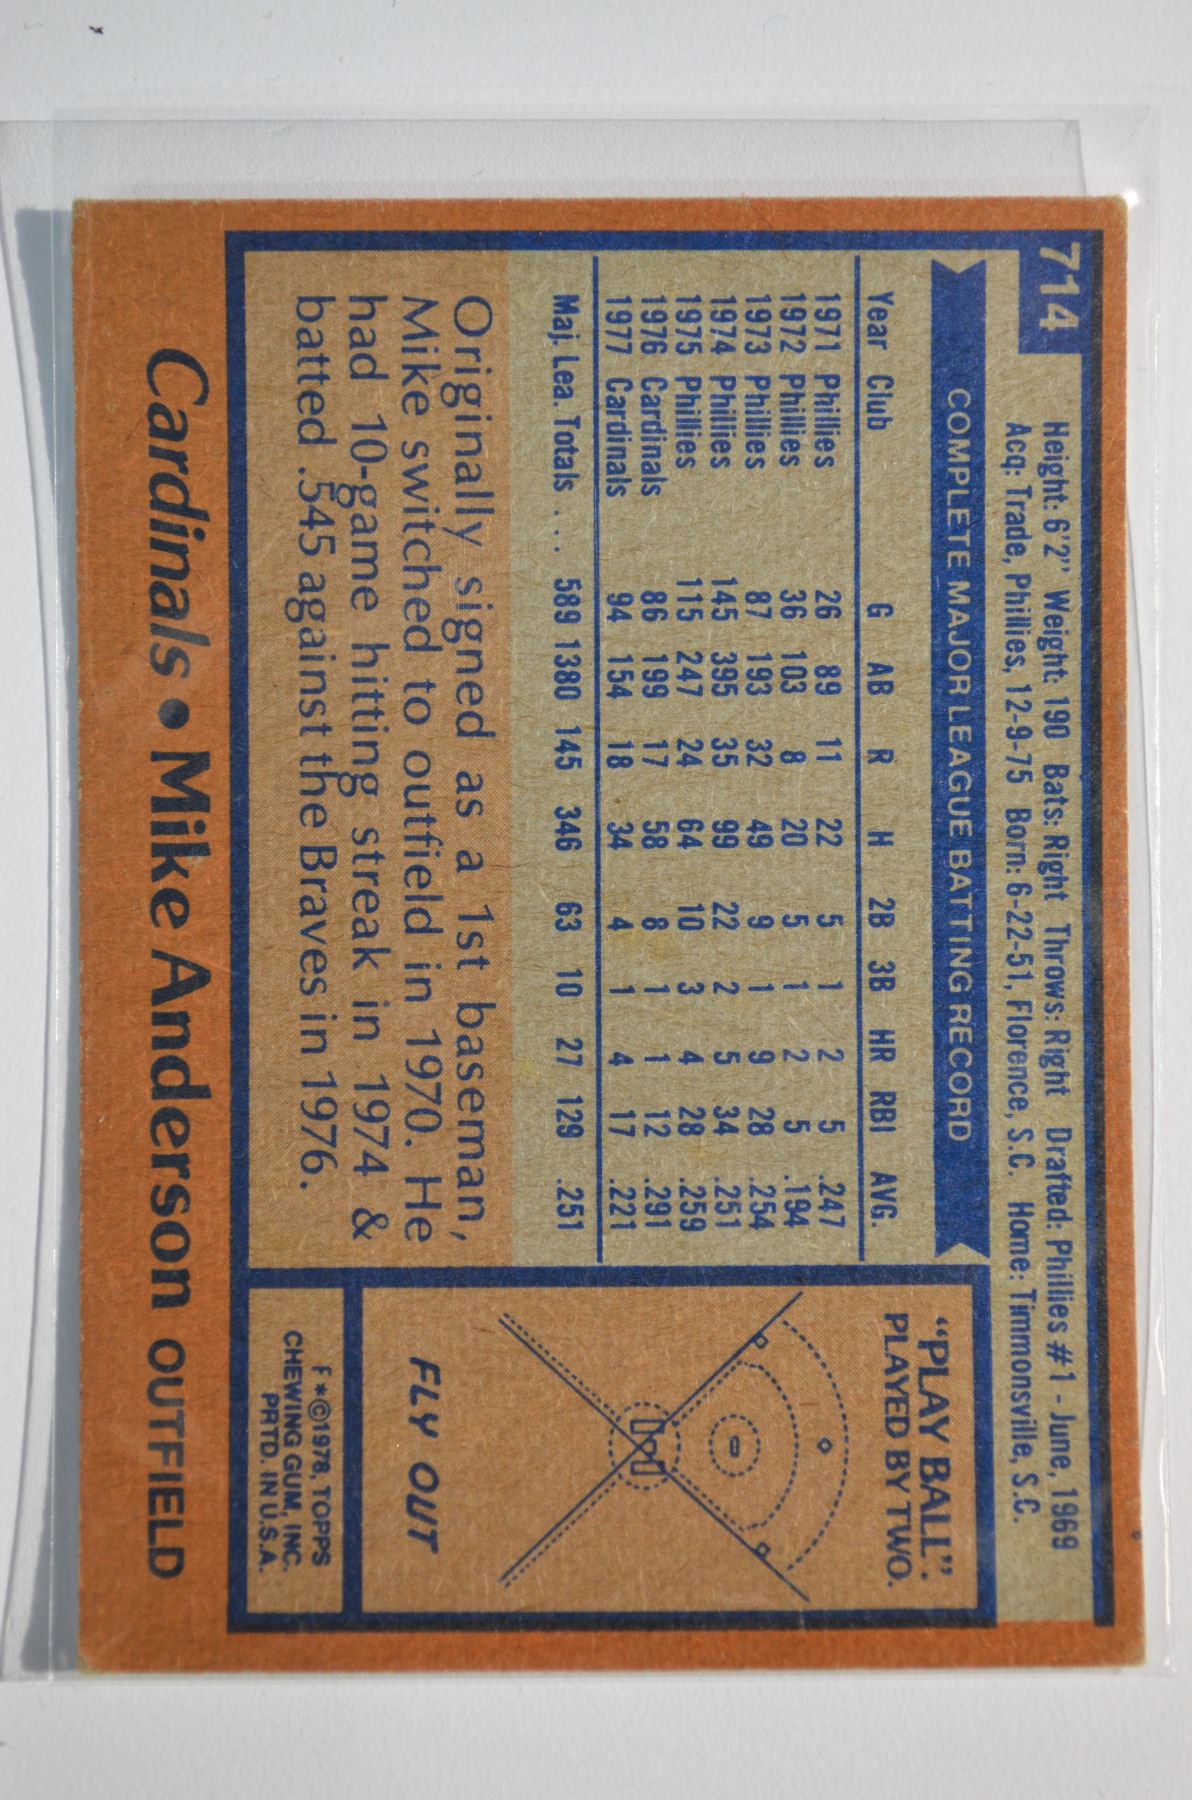 714
Height: 6'2" Weight: 190 Bats: Right Throws: Right Drafted: Phillies #1 - June, 1969
Acq: Trade, Phillies, 12-9-75 Born: 6-22-51, Florence, S.C. Home: Timmonsville, S.C.
COMPLETE MAJOR LEAGUE BATTING RECORD
Year Club G AB R H 2B 3B HR RBI AVG.
1971 Phillies 26 89 11 22 5 1 2 5 .247
1972 Phillies 36 103 8 20 5 1 2 5 .194
1973 Phillies 87 193 32 49 9 1 9 28 .254
1974 Phillies 145 395 35 99 22 2 5 34 .251
1975 Phillies 115 247 24 64 10 3 4 28 .259
1976 Cardinals 86 199 17 58 8 1 1 12 .291
1977 Cardinals 94 154 18 34 4 1 4 17 .221
Maj. Lea. Totals . . 589 1380 145 346 63 10 27 129 .251
Originally signed as a 1st baseman,
Mike switched to outfield in 1970. He
had 10-game hitting streak in 1974 &
batted .545 against the Braves in 1976.
"PLAY BALL".
PLAYED BY TWO.
FLY OUT
F*©1978, TOPPS
CHEWING GUM, INC.
PRTD. IN U.S.A.
Cardinals • Mike Anderson OUTFIELD